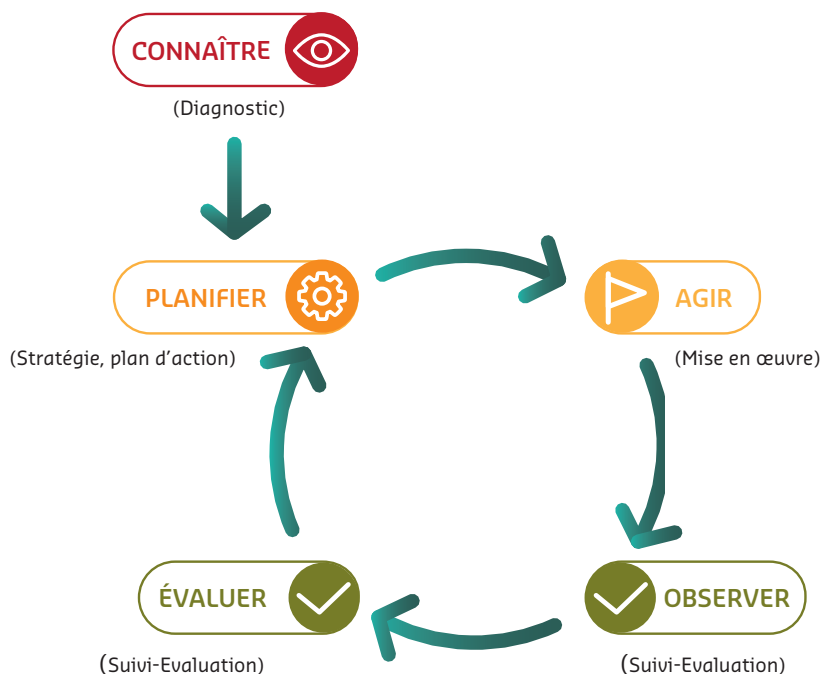 CONNAÎTRE
(Diagnostic)
PLANIFIER
AGIR
(Stratégie, plan d'action)
(Mise en œuvre)
ÉVALUER
OBSERVER
(Suivi-Evaluation)
(Suivi-Evaluation)